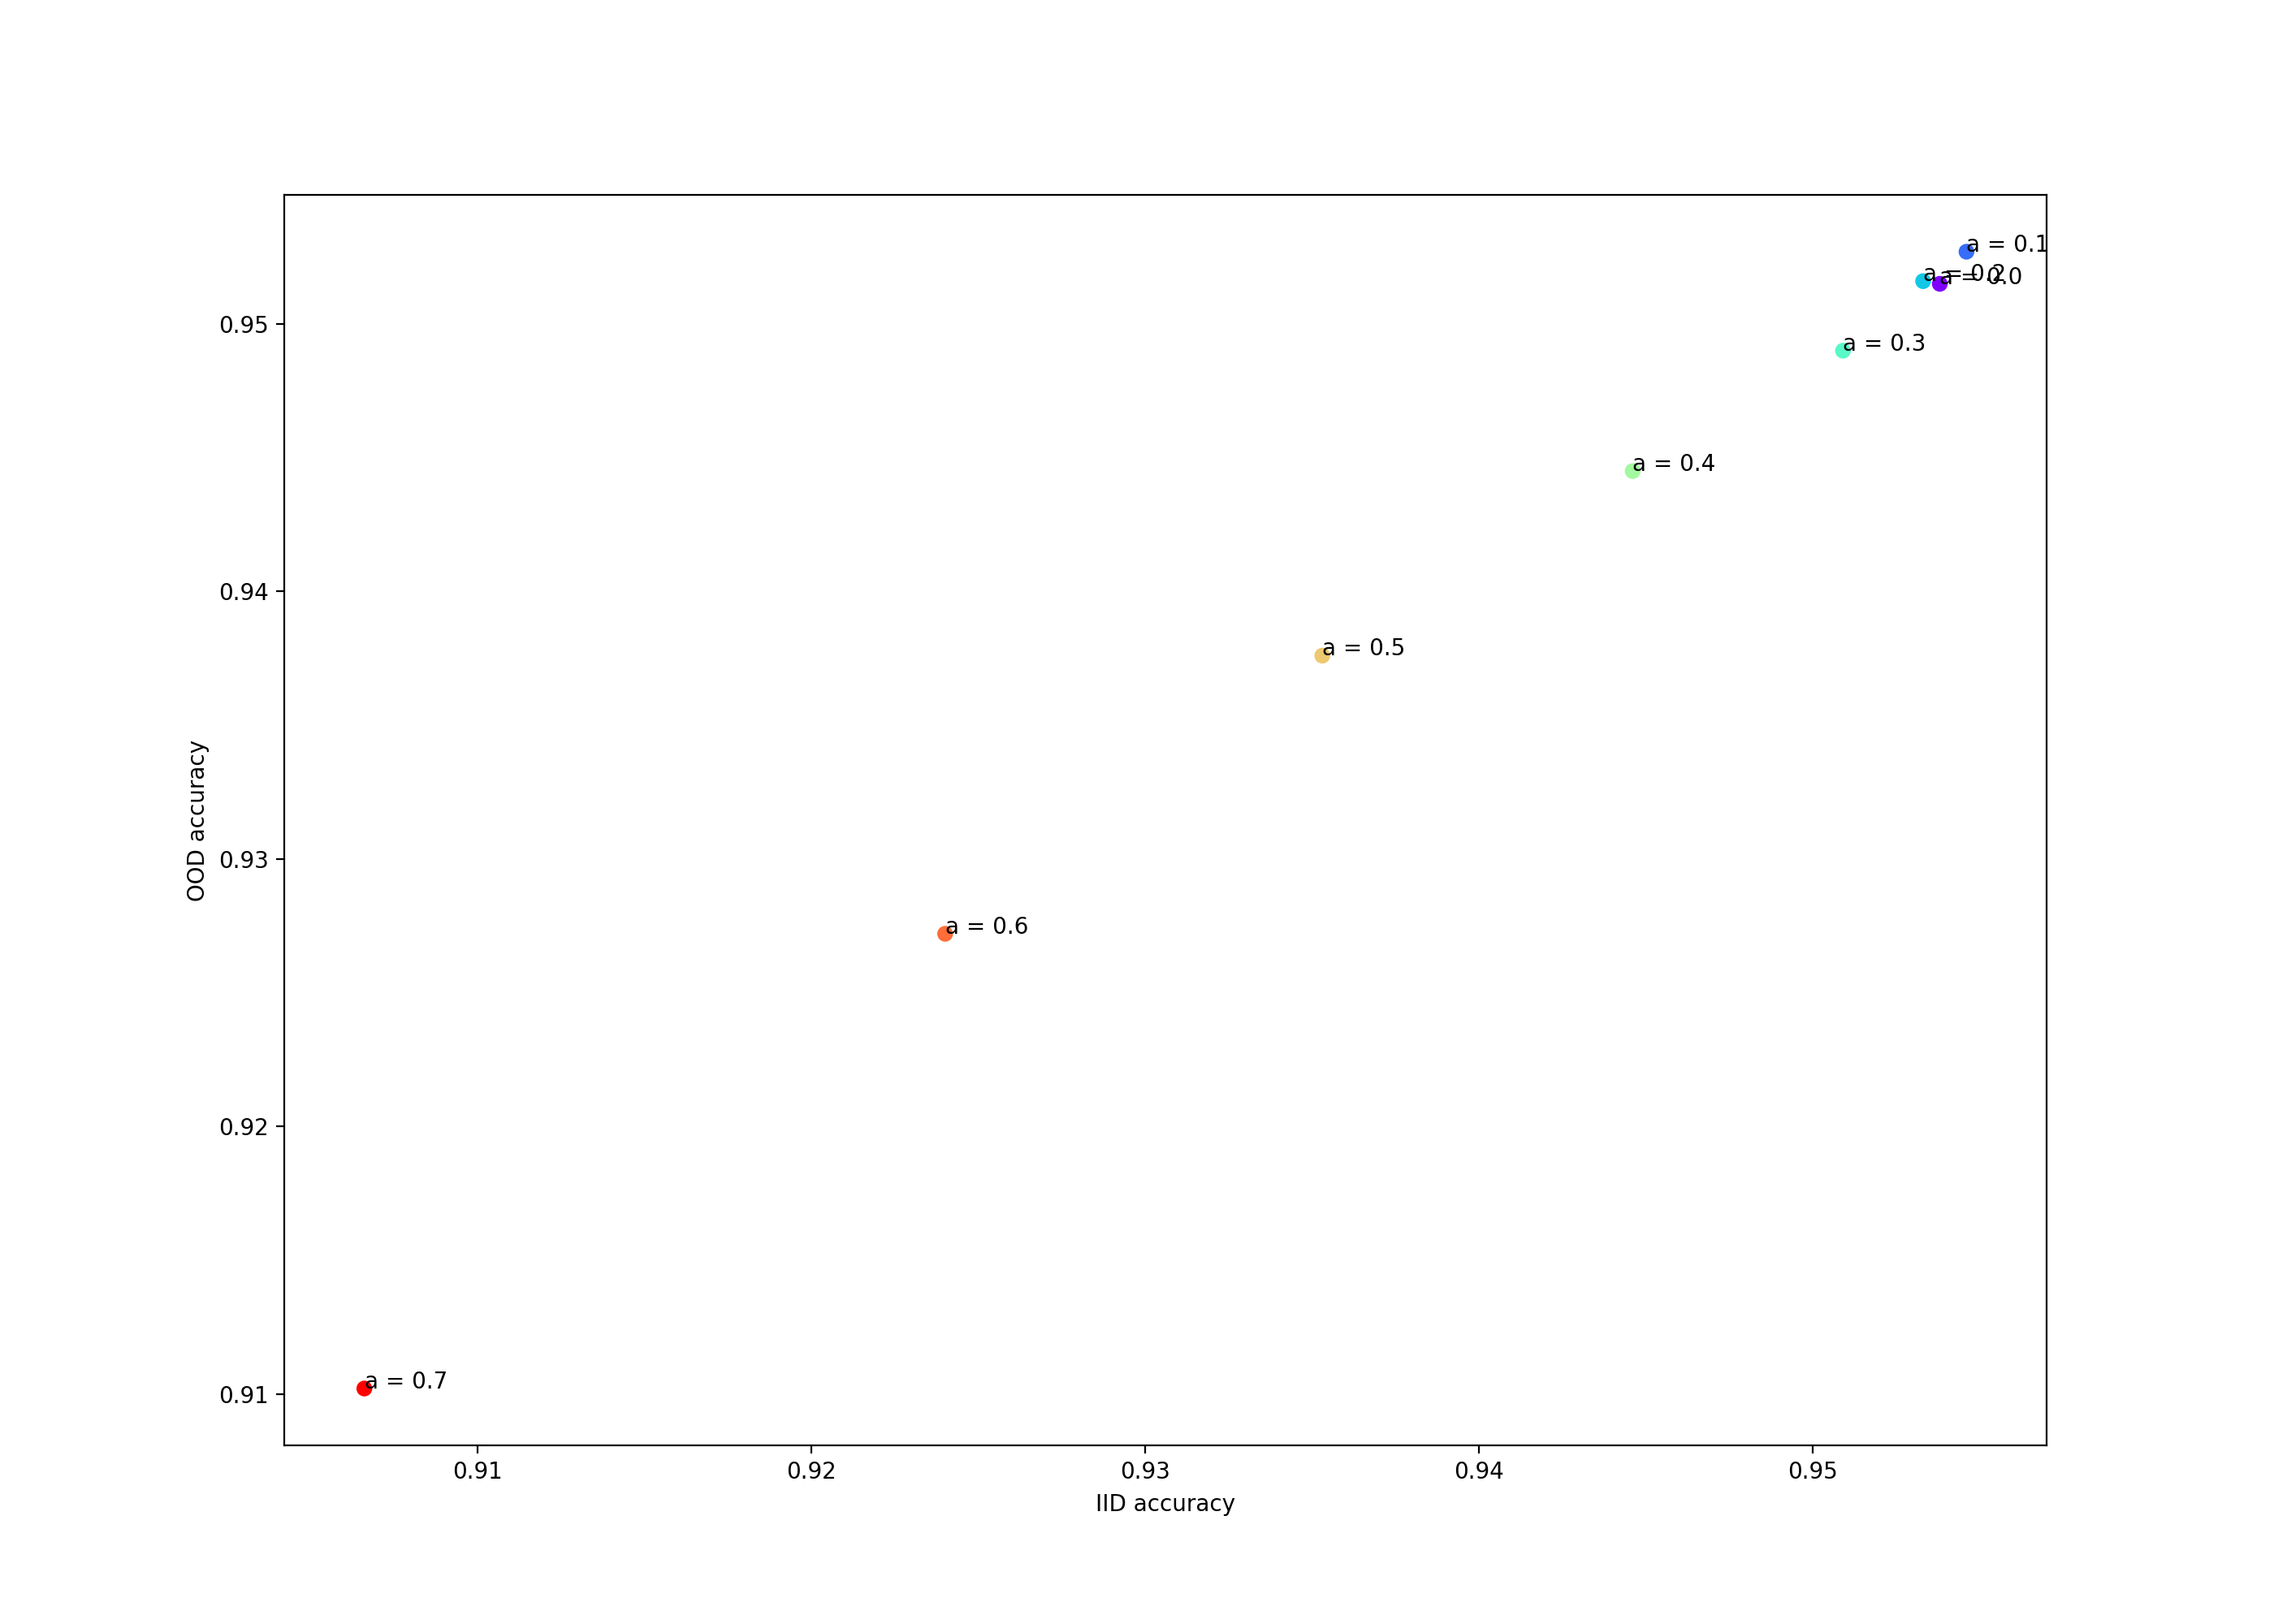 a = 0.1
a = 0.2
a = 0.0
0.95
a = 0.3
a = 0.4
0.94
a = 0.5
OOD accuracy
0.93
a = 0.6
0.92
a = 0.7
0.91
0.91 0.92 0.93 0.94 0.95
IID accuracy